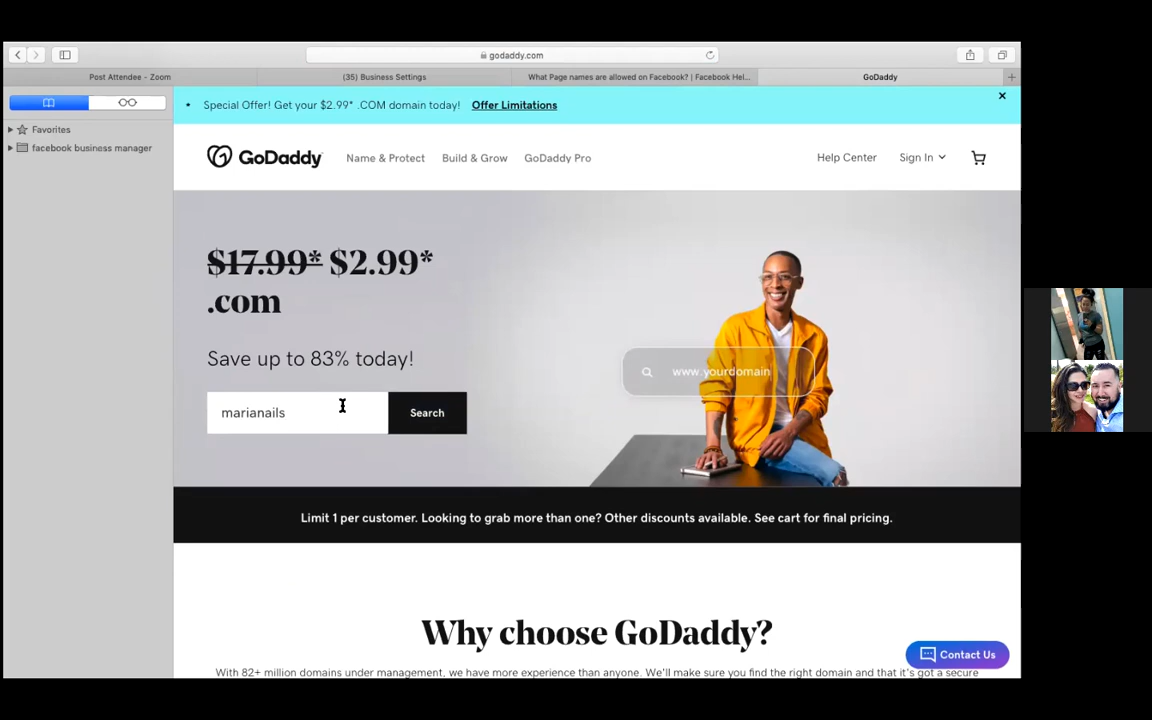 godaddy.com
Post Attendee - Zoom
(35) Business Settings
What Page names are allowed on Facebook? | Facebook Hel...
GoDaddy
Favorites
facebook business manager
• Special Offer! Get your $2.99* .COM domain today! Offer Limitations
GoDaddy
Name & Protect
Build & Grow
GoDaddy Pro
Help Center
Sign In
$17.99* $2.99*
.com
Save up to 83% today!
marianails
Search
www.yourdomain
Limit 1 per customer. Looking to grab more than one? Other discounts available. See cart for final pricing.
Why choose GoDaddy?
Contact Us
With 82+ million domains under management, we have more experience than anyone. We'll make sure you find the right domain and that it's got a secure